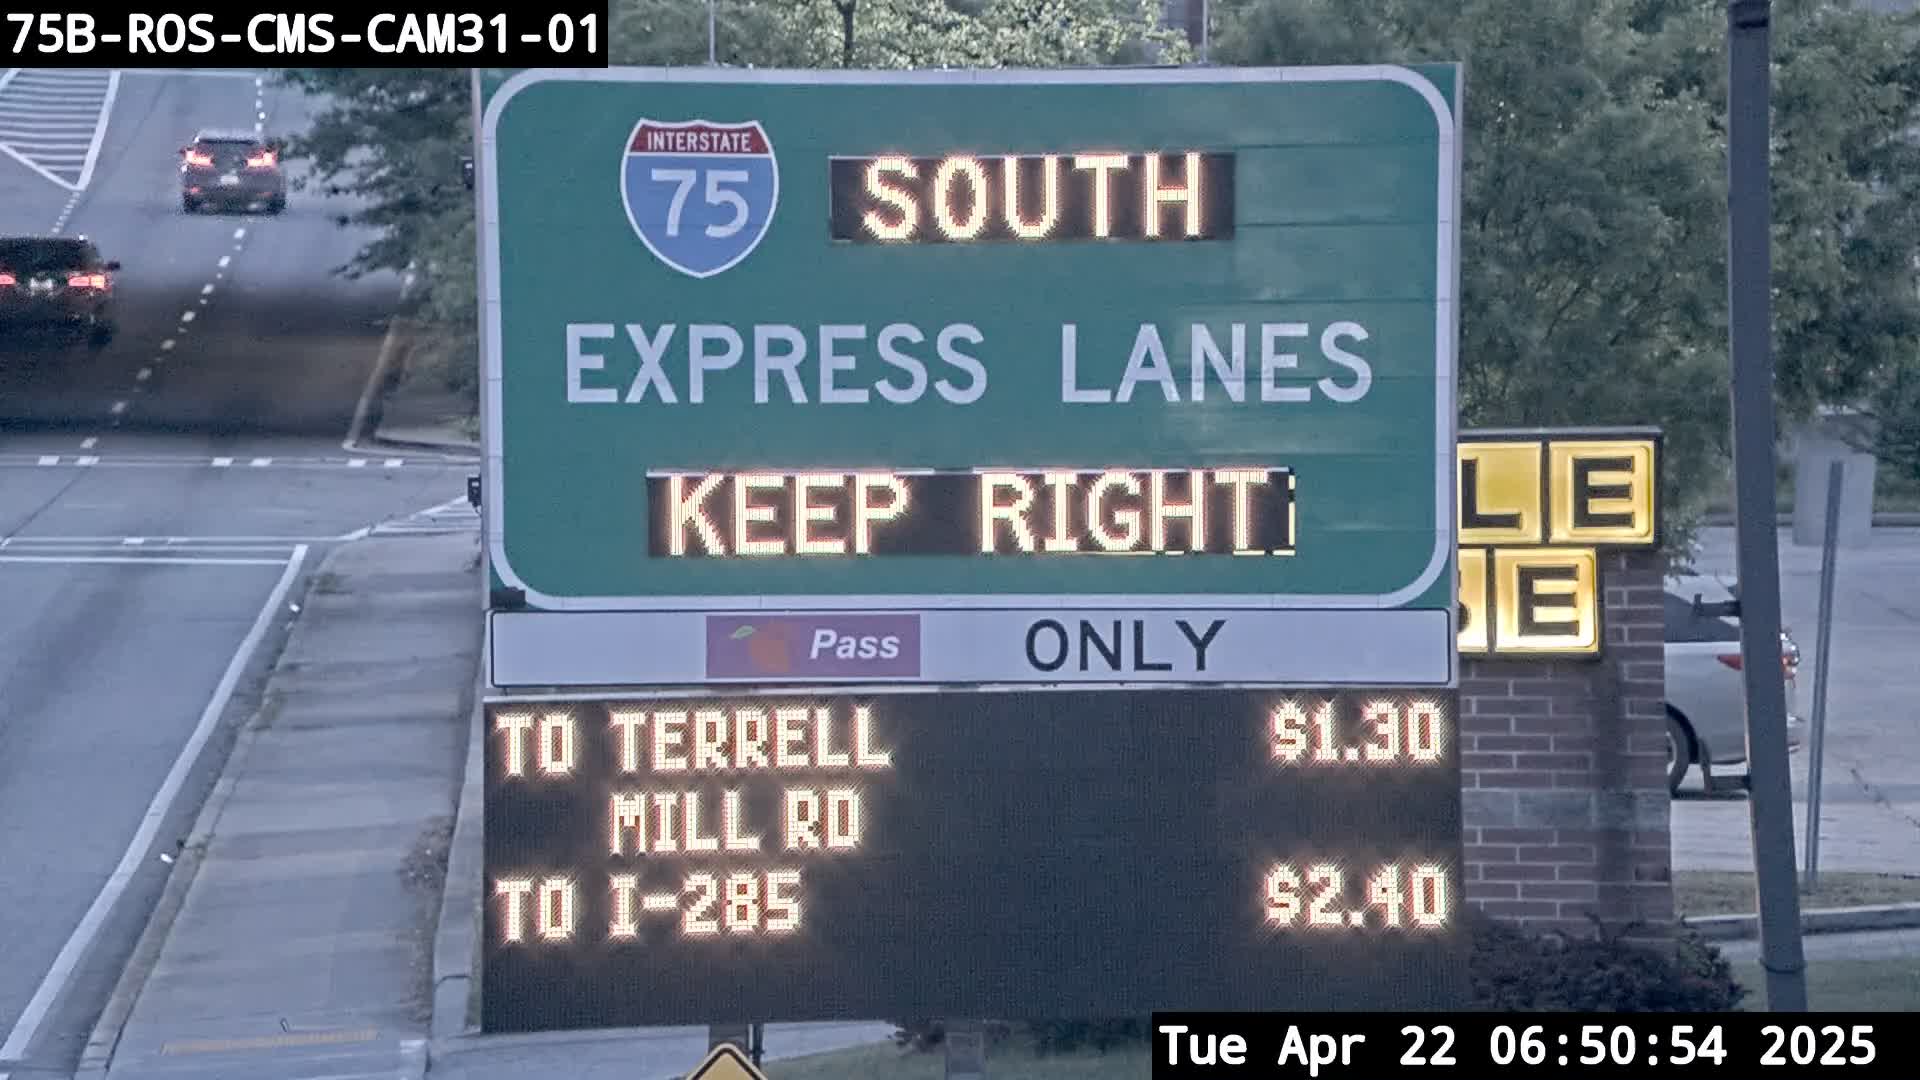 75B-ROS-CMS-CAM31-01
INTERSTATE
75
SOUTH
EXPRESS LANES
KEEP RIGHT
Pass ONLY
TO TERRELL $1.30
MILL RD
TO I-285 $2.40
LE
E
Tue Apr 22 06:50:54 2025